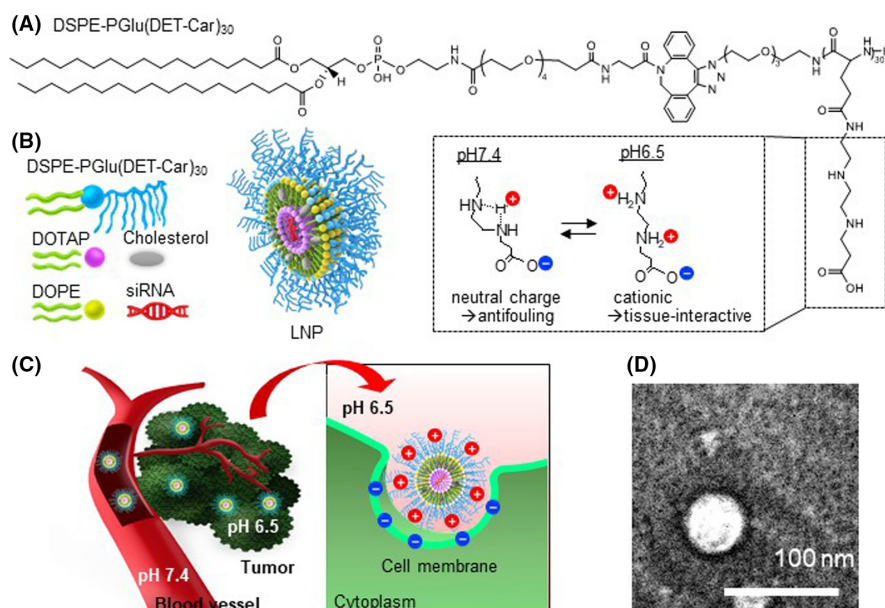 (A) DSPE-PGlu(DET-Car)30
O
O
O
O
O
P
O
OH
O
N
H
O
O
4
O
N
H
O
N
N
N
N
O
3
H
N
O
N
H
30
H
O
NH
HN
HN
O
OH
(B)
DSPE-PGlu(DET-Car)30
DOTAP
Cholesterol
DOPE
siRNA
LNP
pH7.4
pH6.5
HN
H
+
NH
O
O
−
neutral charge
→antifouling
+
H2N
NH2
+
O
O
−
cationic
→tissue-interactive
(C)
pH 6.5
pH 6.5
pH 7.4
Tumor
Blood vessel
Cell membrane
Cytoplasm
(D)
100 nm